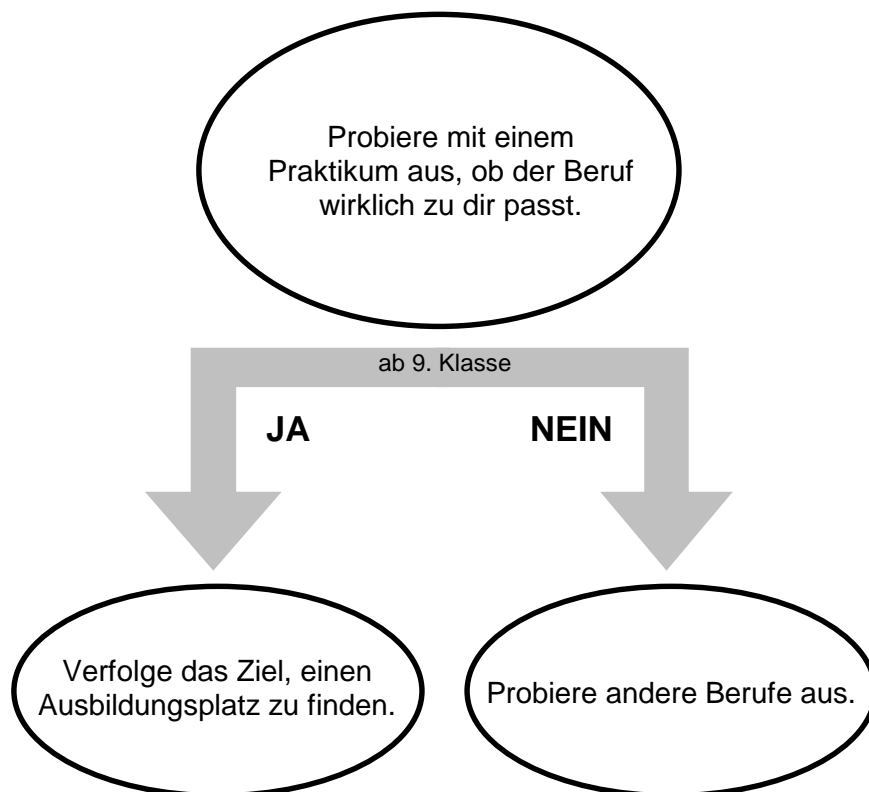 Probiere mit einem
Praktikum aus, ob der Beruf
wirklich zu dir passt.
ab 9. Klasse
JA
NEIN
Verfolge das Ziel, einen
Ausbildungsplatz zu finden.
Probiere andere Berufe aus.